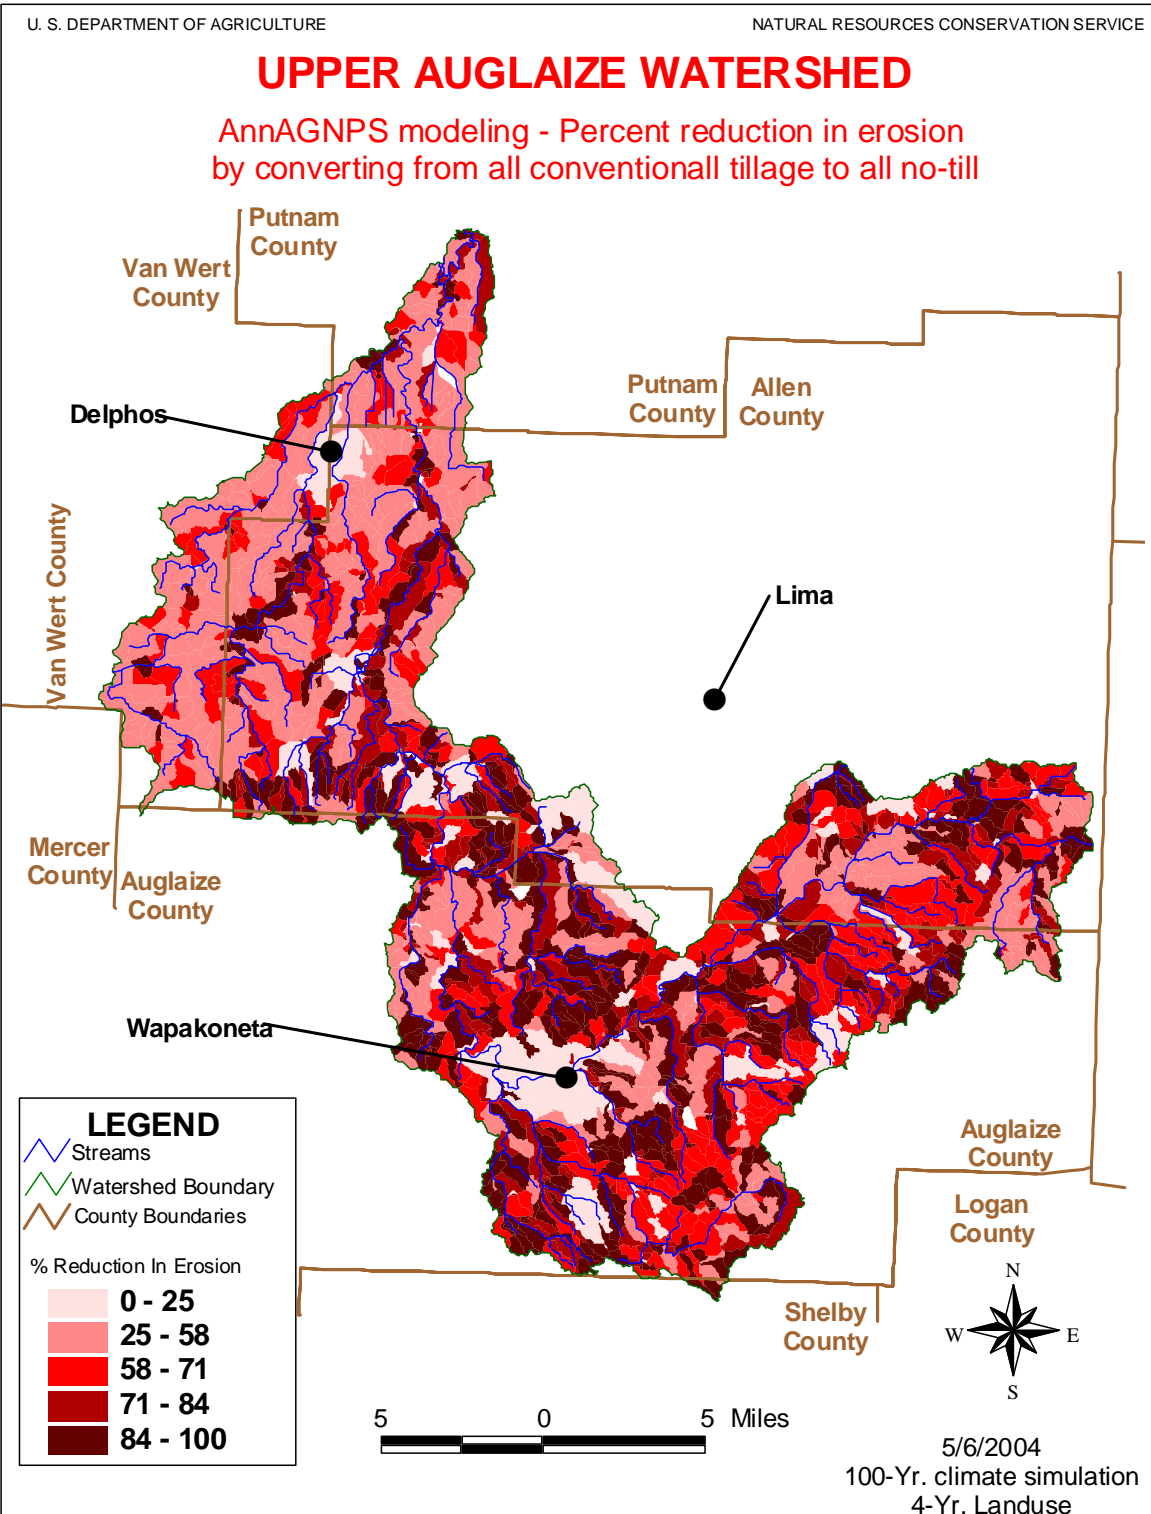 U. S. DEPARTMENT OF AGRICULTURE
NATURAL RESOURCES CONSERVATION SERVICE
UPPER AUGLAIZE WATERSHED
AnnAGNPS modeling - Percent reduction in erosion
by converting from all conventionall tillage to all no-till
Putnam
County
Van Wert
County
Putnam
County
Allen
County
Delphos
Van Wert County
Lima
Mercer
County
Auglaize
County
Wapakoneta
LEGEND
Streams
Watershed Boundary
County Boundaries
% Reduction In Erosion
0 - 25
25 - 58
58 - 71
71 - 84
84 - 100
Auglaize
County
Logan
County
Shelby
County
N
W
E
S
5 0 5 Miles
5/6/2004
100-Yr. climate simulation
4-Yr. Landuse